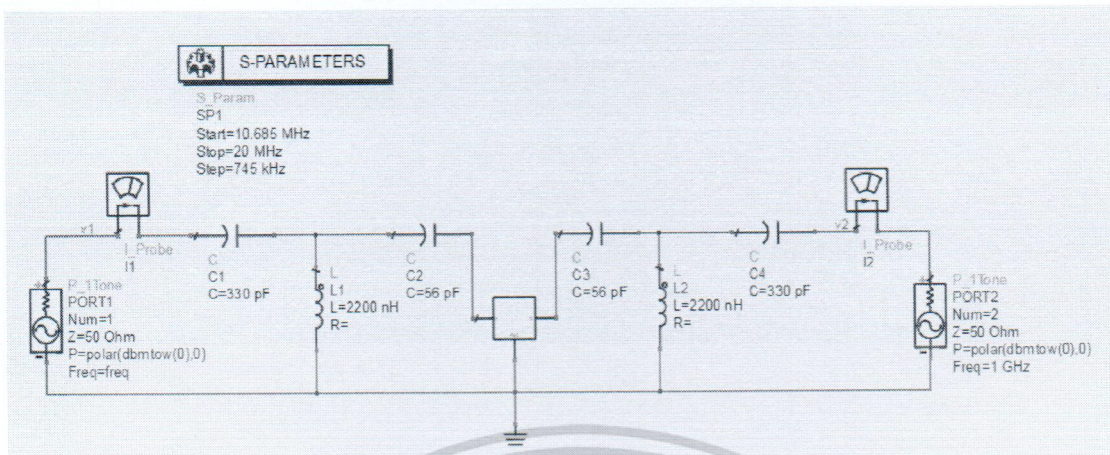 S-PARAMETERS
S_Param
SP1
Start=10.685 MHz
Stop=20 MHz
Step=745 kHz
v1
I_Probe
I1
C
C1
C=330 pF
L
L1
L=2200 nH
R=
C
C2
C=56 pF
C
C3
C=56 pF
L
L2
L=2200 nH
R=
C
C4
C=330 pF
v2
I_Probe
I2
P_1Tone
PORT1
Num=1
Z=50 Ohm
P=polar(dbmtow(0),0)
Freq=freq
P_1Tone
PORT2
Num=2
Z=50 Ohm
P=polar(dbmtow(0),0)
Freq=1 GHz